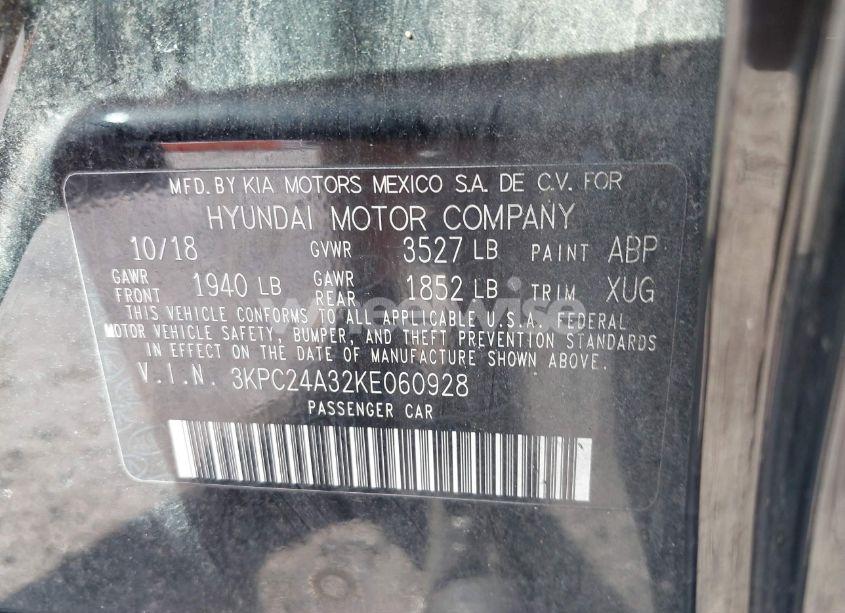 MFD. BY KIA MOTORS MEXICO S.A. DE C.V. FOR
HYUNDAI MOTOR COMPANY
10/18 GVWR 3527 LB PAINT ABP
GAWR FRONT 1940 LB GAWR REAR 1852 LB TRIM XUG
THIS VEHICLE CONFORMS TO ALL APPLICABLE U.S.A. FEDERAL
MOTOR VEHICLE SAFETY, BUMPER, AND THEFT PREVENTION STANDARDS
IN EFFECT ON THE DATE OF MANUFACTURE SHOWN ABOVE.
V.I.N. 3KPC24A32KE060928
PASSENGER CAR
wheelerwise